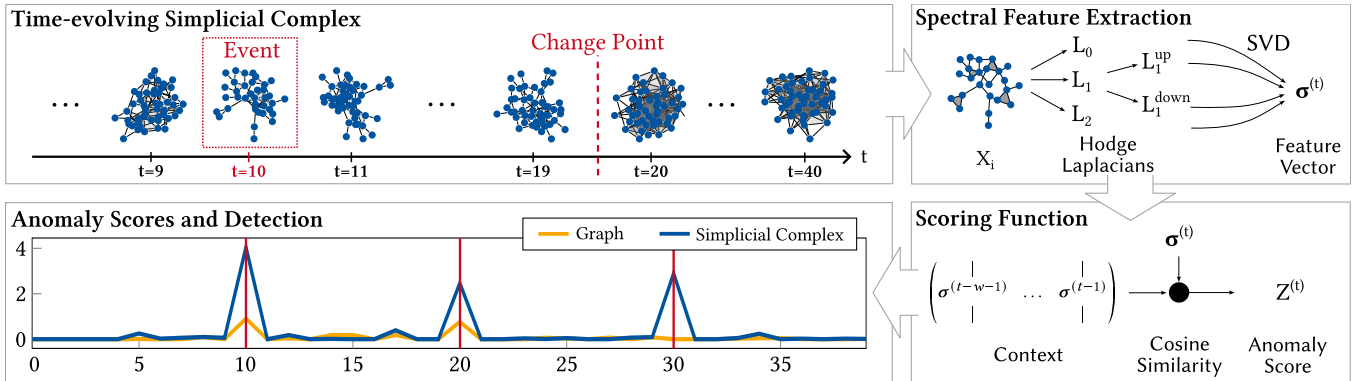 Time-evolving Simplicial Complex
Event
Change Point
... ... ...
t=9 t=10 t=11 t=19 t=20 t=40 t
Spectral Feature Extraction
L₀ L₁ L₂
L₁ᵘᵖ
L₁ᵈᵒʷⁿ
SVD
σ⁽ᵗ⁾
Xᵢ
Hodge
Laplacians
Feature
Vector
Anomaly Scores and Detection
Graph Simplicial Complex
4
2
0
0 5 10 15 20 25 30 35
Scoring Function
σ⁽ᵗ⁾
σ⁽ᵗ⁻ʷ⁻¹⁾ ... σ⁽ᵗ⁻¹⁾
Z⁽ᵗ⁾
Context
Cosine
Similarity
Anomaly
Score